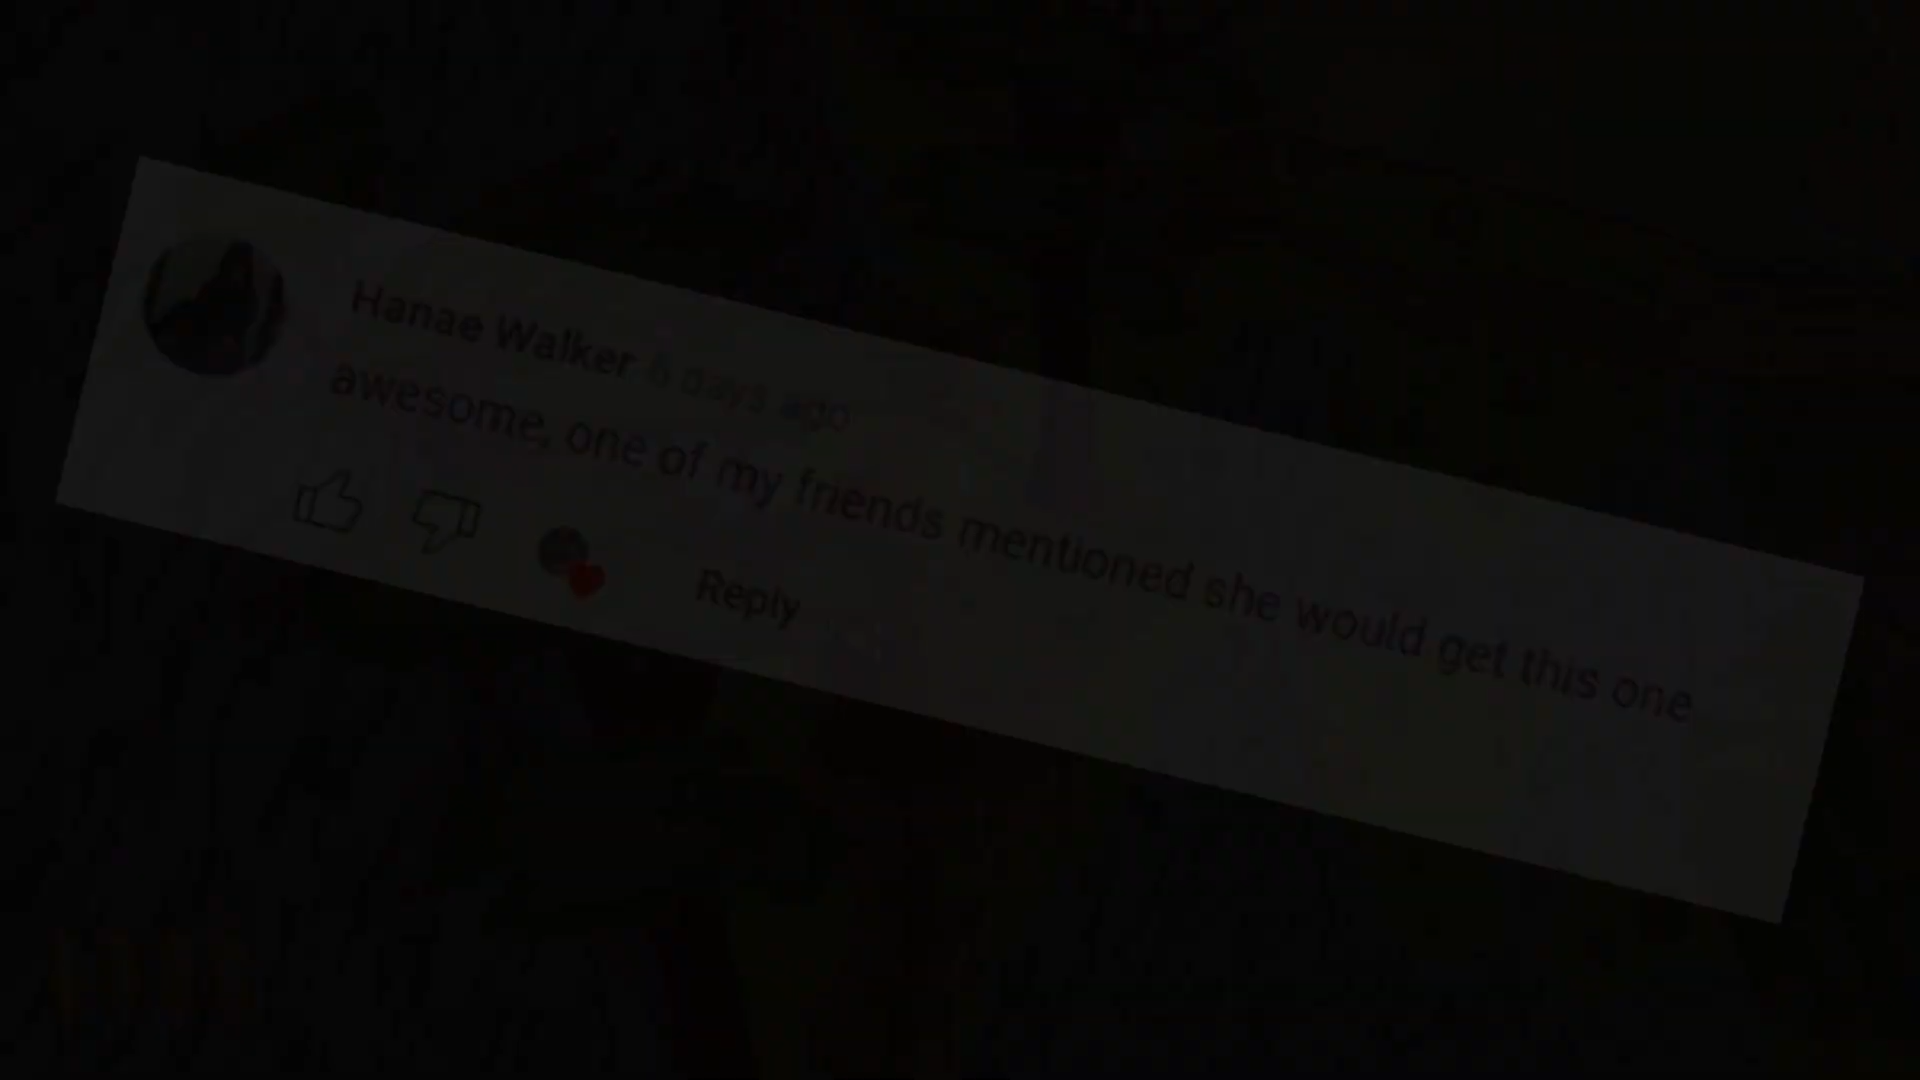 Hanae Walker 6 days ago
awesome, one of my friends mentioned she would get this one
Reply